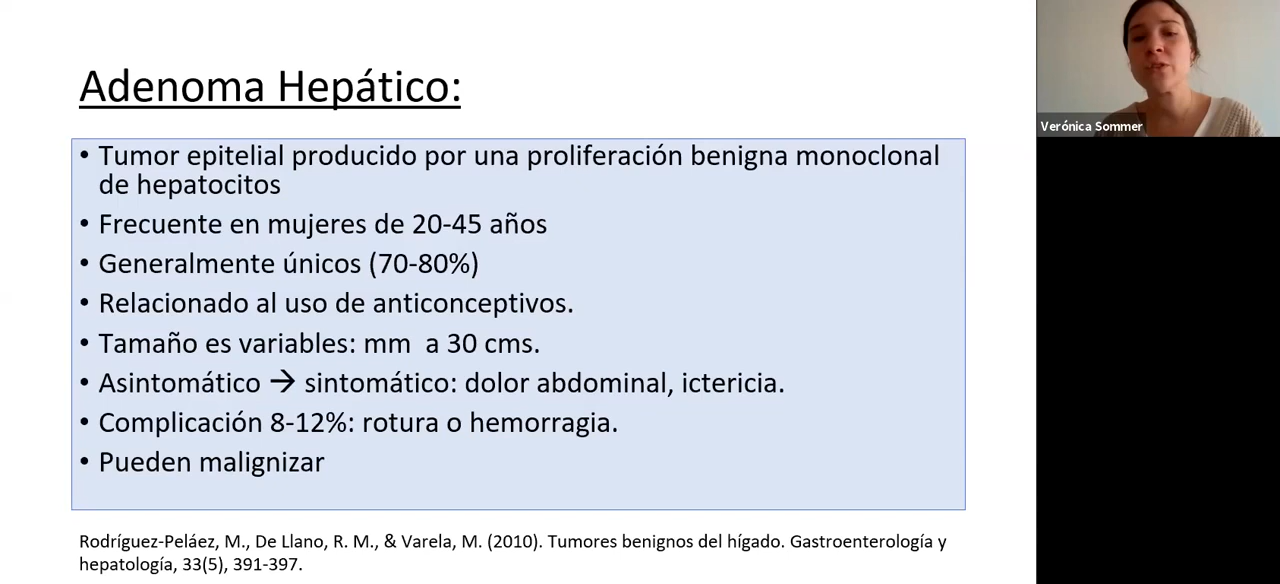 Adenoma Hepático:
• Tumor epitelial producido por una proliferación benigna monoclonal
de hepatocitos
• Frecuente en mujeres de 20-45 años
• Generalmente únicos (70-80%)
• Relacionado al uso de anticonceptivos.
• Tamaño es variables: mm  a 30 cms.
• Asintomático → sintomático: dolor abdominal, ictericia.
• Complicación 8-12%: rotura o hemorragia.
• Pueden malignizar
Rodríguez-Peláez, M., De Llano, R. M., & Varela, M. (2010). Tumores benignos del hígado. Gastroenterología y
hepatología, 33(5), 391-397.
Verónica Sommer